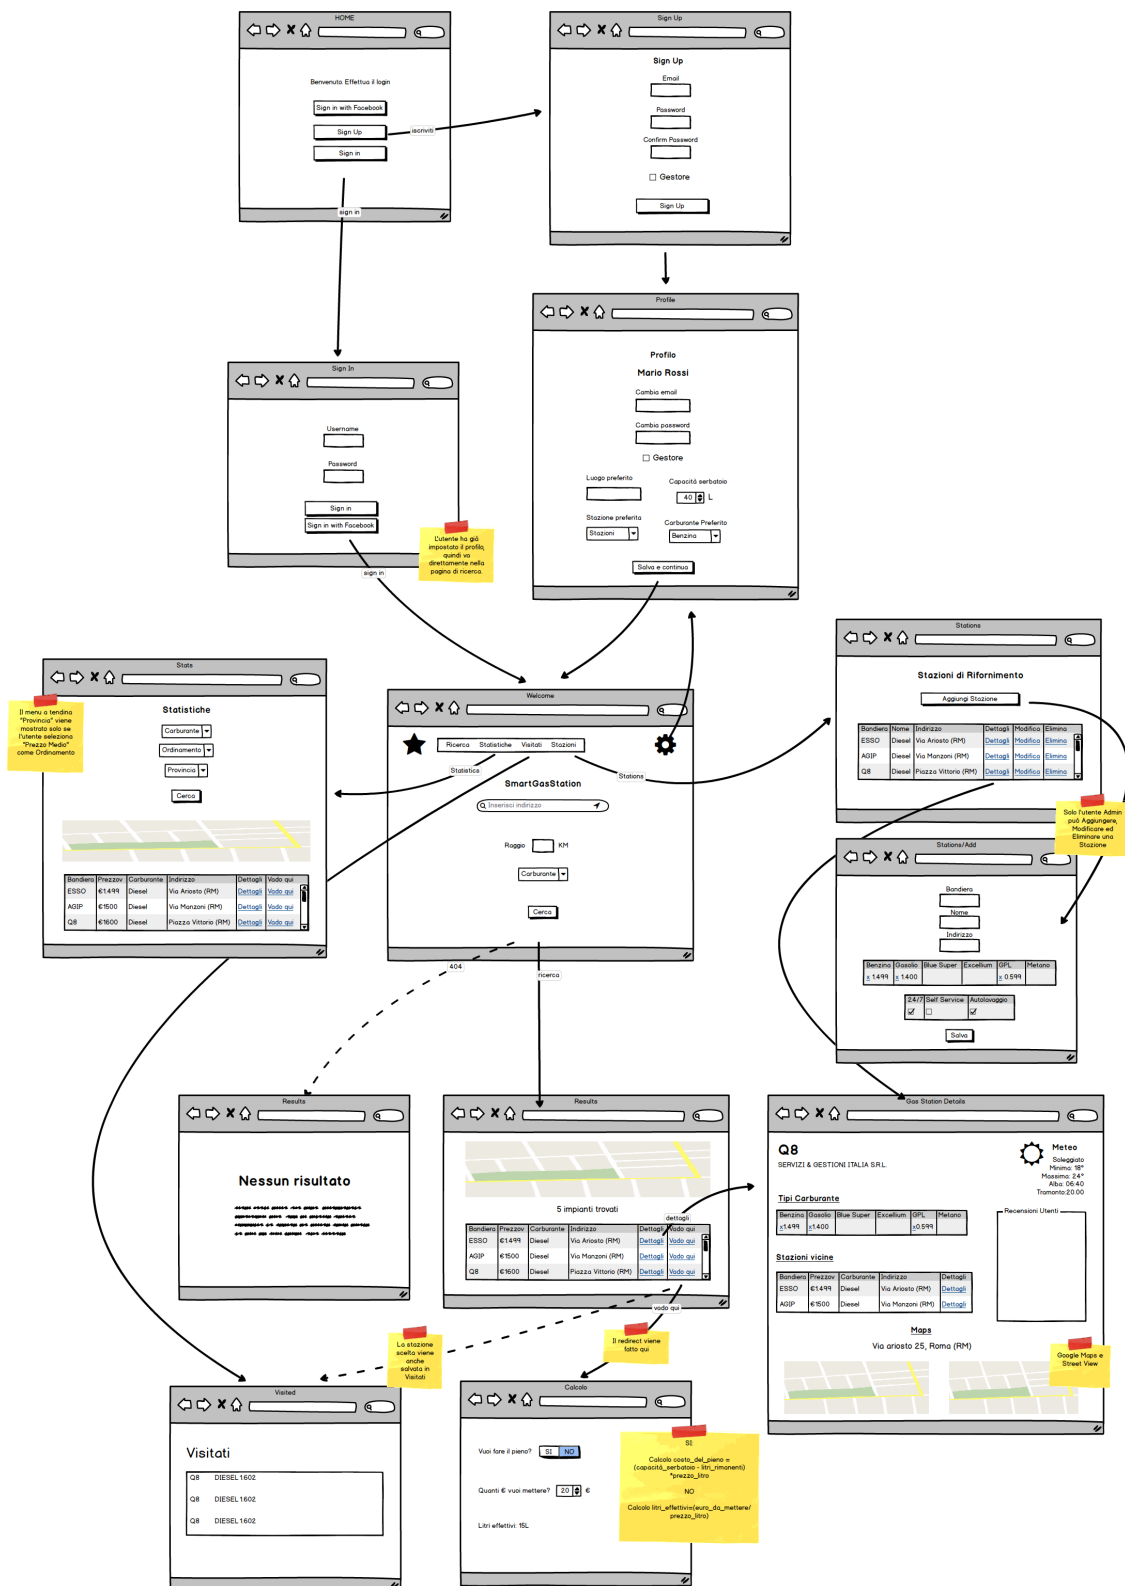 HOME
Benvenuto. Effettua il login
Sign in with Facebook
Sign Up
Sign in
iscriviti
sign in
Sign Up
Sign Up
Email
Password
Confirm Password
Gestore
Sign Up
Profile
Profilo
Mario Rossi
Cambia email
Cambia password
Gestore
Luogo preferito
Capacità serbatoio
40 L
Stazione preferita
Stazioni
Carburante Preferito
Benzina
Salva e continua
Sign In
Username
Password
Sign in
Sign in with Facebook
sign in
L'utente ha già
impostato il profilo,
quindi va
direttamente nella
pagina di ricerca.
Stats
Statistiche
Carburante
Ordinamento
Provincia
Cerca
Bandiera Prezzov Carburante Indirizzo Dettagli Vado qui
ESSO €1.499 Diesel Via Ariosto (RM) Dettagli Vado qui
AGIP €1500 Diesel Via Manzoni (RM) Dettagli Vado qui
Q8 €1600 Diesel Piazza Vittorio (RM) Dettagli Vado qui
Il menu a tendina
"Provincia" viene
mostrato solo se
l'utente seleziona
"Prezzo Medio"
come Ordinamento
Welcome
Ricerca Statistiche Visitati Stazioni
Statistica
Stations
SmartGasStation
Inserisci indirizzo
Raggio KM
Carburante
Cerca
404
ricerca
Stations
Stazioni di Rifornimento
Aggiungi Stazione
Bandiera Nome Indirizzo Dettagli Modifica Elimina
ESSO Diesel Via Ariosto (RM) Dettagli Modifica Elimina
AGIP Diesel Via Manzoni (RM) Dettagli Modifica Elimina
Q8 Diesel Piazza Vittorio (RM) Dettagli Modifica Elimina
Solo l'utente Admin
può Aggiungere,
Modificare ed
Eliminare una
Stazione
Stations/Add
Bandiera
Nome
Indirizzo
Benzina Gasolio Blue Super Excellium GPL Metano
x 1.499 x 1.400 x 0.599
24/7 Self Service Autolavaggio
Salva
Results
Nessun risultato
Results
5 impianti trovati
Bandiera Prezzov Carburante Indirizzo Dettagli Vado qui
ESSO €1.499 Diesel Via Ariosto (RM) Dettagli Vado qui
AGIP €1500 Diesel Via Manzoni (RM) Dettagli Vado qui
Q8 €1600 Diesel Piazza Vittorio (RM) Dettagli Vado qui
dettagli
vado qui
Il redirect viene
fatto qui
La stazione
scelta viene
anche
salvata in
Visitati
Gas Station Details
Q8
SERVIZI & GESTIONI ITALIA S.R.L.
Meteo
Soleggiato
Minima: 18°
Massima: 24°
Alba: 06:40
Tramonto:20.00
Tipi Carburante
Benzina Gasolio Blue Super Excellium GPL Metano
x1.499 x1.400 x0.599
Recensioni Utenti
Stazioni vicine
Bandiera Prezzov Carburante Indirizzo Dettagli
ESSO €1.499 Diesel Via Ariosto (RM) Dettagli
AGIP €1500 Diesel Via Manzoni (RM) Dettagli
Maps
Via ariosto 25, Roma (RM)
Google Maps e
Street View
Visited
Visitati
Q8 DIESEL 1.602
Q8 DIESEL 1.602
Q8 DIESEL 1.602
Calcolo
Vuoi fare il pieno? SI NO
Quanti € vuoi mettere? 20 €
Litri effettivi: 15L
SI:
Calcolo costo_del_pieno =
(capacità_serbatoio - litri_rimanenti)
*prezzo_litro
NO
Calcolo litri_effettivi=(euro_da_mettere/
prezzo_litro)